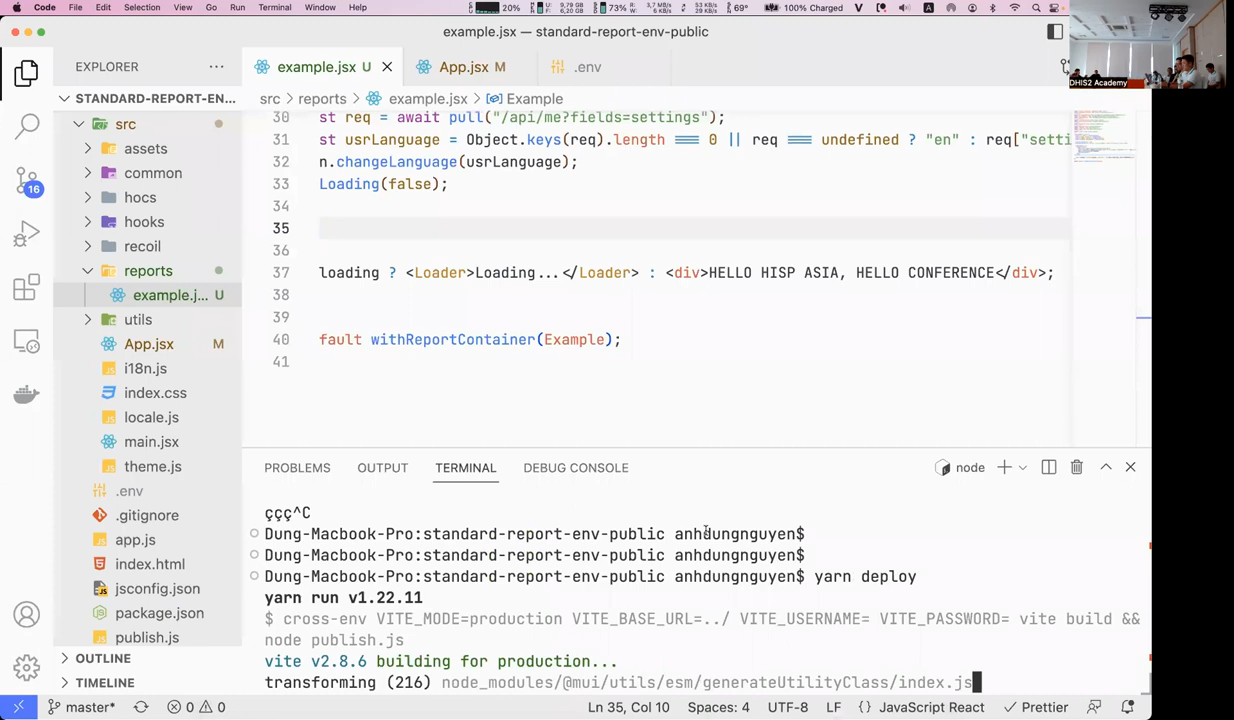 Code File Edit Selection View Go Run Terminal Window Help 20% 73% 69° 100% Charged
example.jsx — standard-report-env-public
DHIS2 Academy
EXPLORER
example.jsx U
App.jsx M
.env
STANDARD-REPORT-EN...
src
assets
common
hocs
hooks
recoil
reports
example.j... U
utils
App.jsx M
i18n.js
index.css
locale.js
main.jsx
theme.js
.env
.gitignore
app.js
index.html
jsconfig.json
package.json
publish.js
OUTLINE
TIMELINE
16
src > reports > example.jsx > Example
30 st req = await pull("/api/me?fields=settings");
31 st usrLanguage = Object.keys(req).length === 0 || req === undefined ? "en" : req["setti
32 n.changeLanguage(usrLanguage);
33 Loading(false);
34
35
36
37 loading ? <Loader>Loading...</Loader> : <div>HELLO HISP ASIA, HELLO CONFERENCE</div>;
38
39
40 fault withReportContainer(Example);
41
PROBLEMS OUTPUT TERMINAL DEBUG CONSOLE node
ççç^C
Dung-Macbook-Pro:standard-report-env-public anhdungnguyen$
Dung-Macbook-Pro:standard-report-env-public anhdungnguyen$
Dung-Macbook-Pro:standard-report-env-public anhdungnguyen$ yarn deploy
yarn run v1.22.11
$ cross-env VITE_MODE=production VITE_BASE_URL=../ VITE_USERNAME= VITE_PASSWORD= vite build &&
node publish.js
vite v2.8.6 building for production...
transforming (216) node_modules/@mui/utils/esm/generateUtilityClass/index.js
master* 0 0 Ln 35, Col 10 Spaces: 4 UTF-8 LF {} JavaScript React Prettier